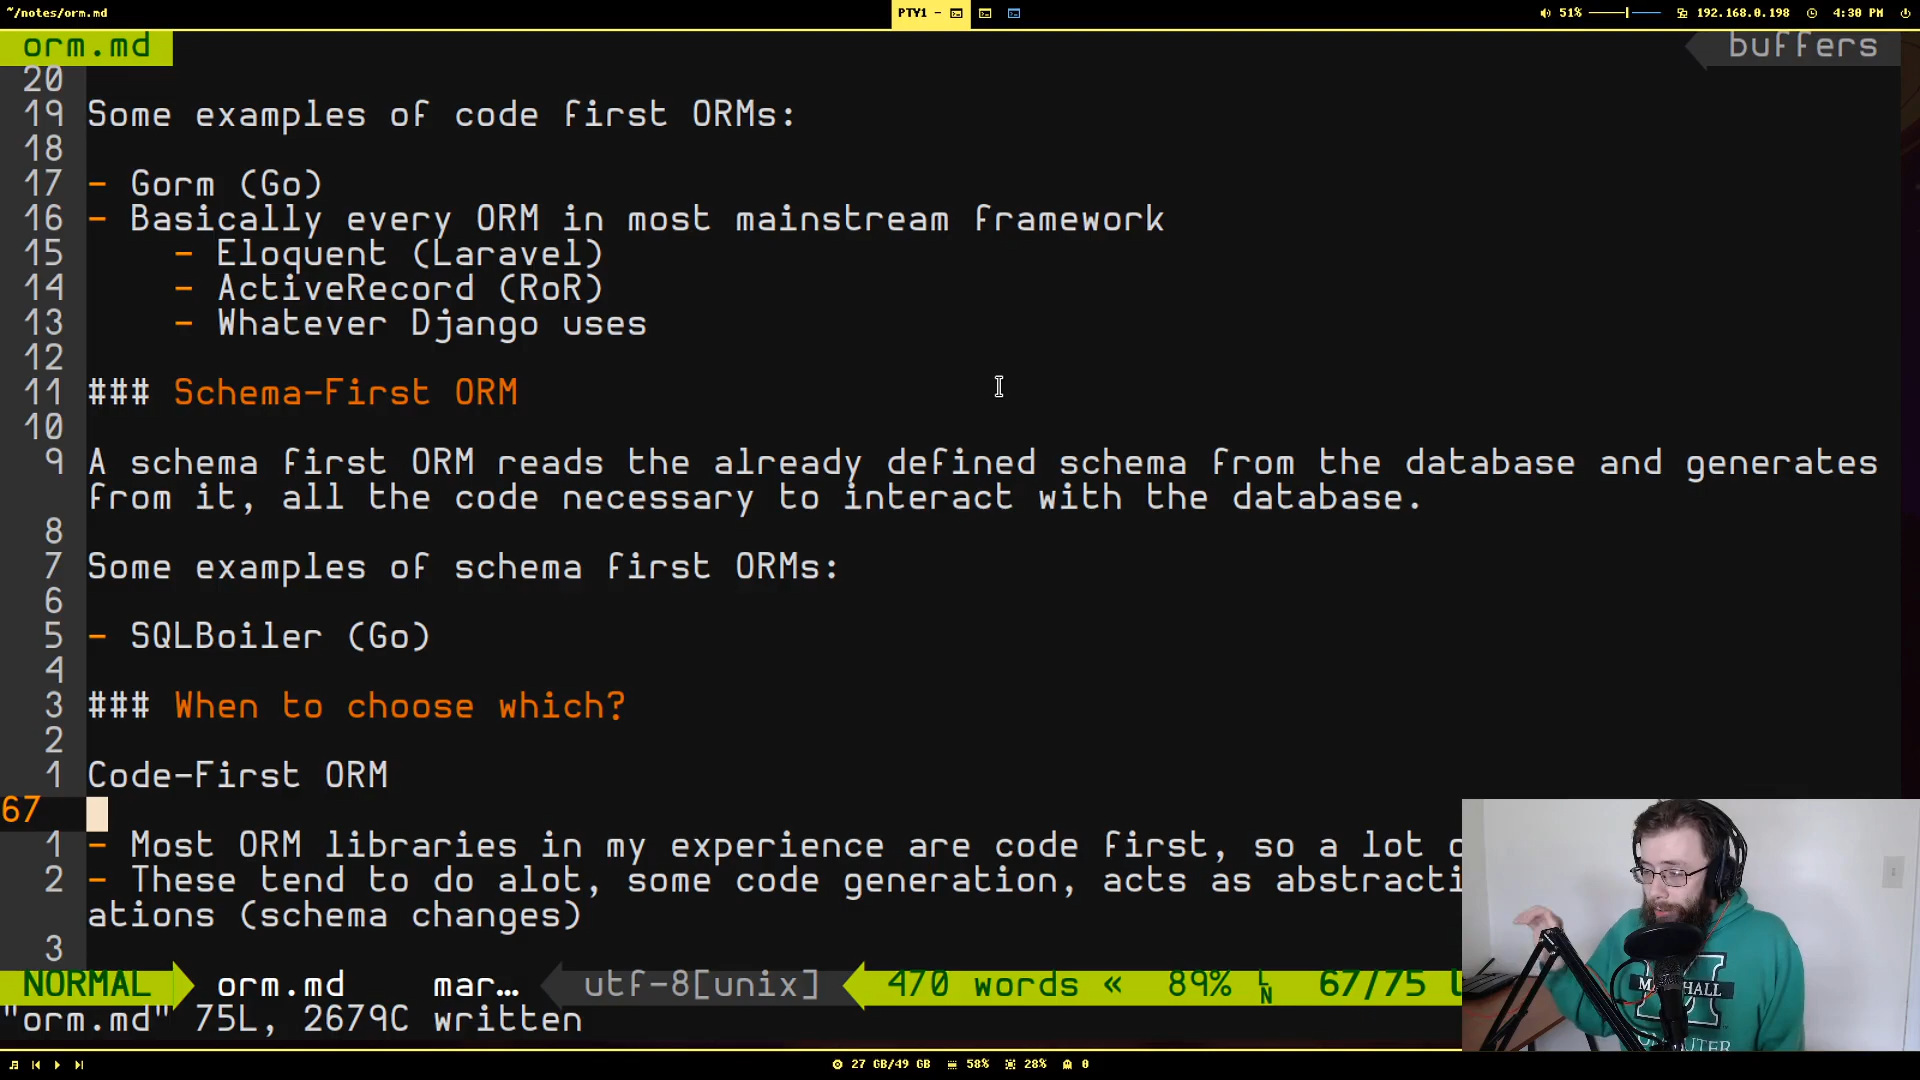 ~/notes/orm.md PTY1 - 51% 192.168.0.198 4:30 PM
orm.md buffers
20
19 Some examples of code first ORMs:
18
17 - Gorm (Go)
16 - Basically every ORM in most mainstream framework
15 - Eloquent (Laravel)
14 - ActiveRecord (RoR)
13 - Whatever Django uses
12
11 ### Schema-First ORM
10
9 A schema first ORM reads the already defined schema from the database and generates
from it, all the code necessary to interact with the database.
8
7 Some examples of schema first ORMs:
6
5 - SQLBoiler (Go)
4
3 ### When to choose which?
2
1 Code-First ORM
67
1 - Most ORM libraries in my experience are code first, so a lot
2 - These tend to do alot, some code generation, acts as abstracti
ations (schema changes)
3
NORMAL orm.md mar… utf-8[unix] 470 words « 89% LN 67/75
"orm.md" 75L, 2679C written
27 GB/49 GB 58% 28% 0